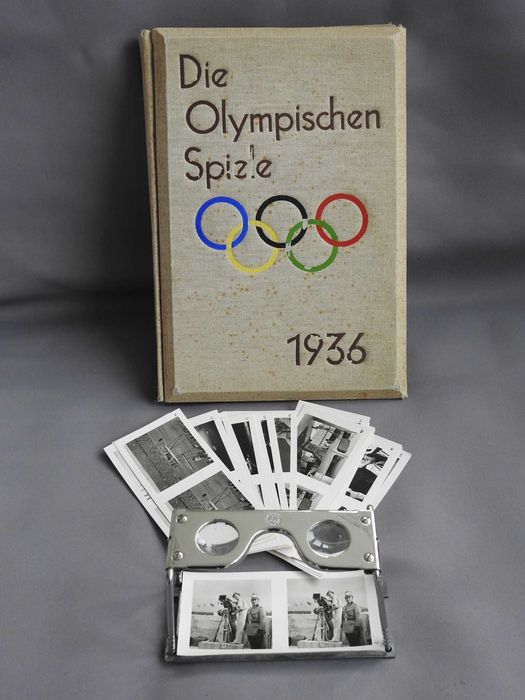 Die
Olympischen
Spiele
1936